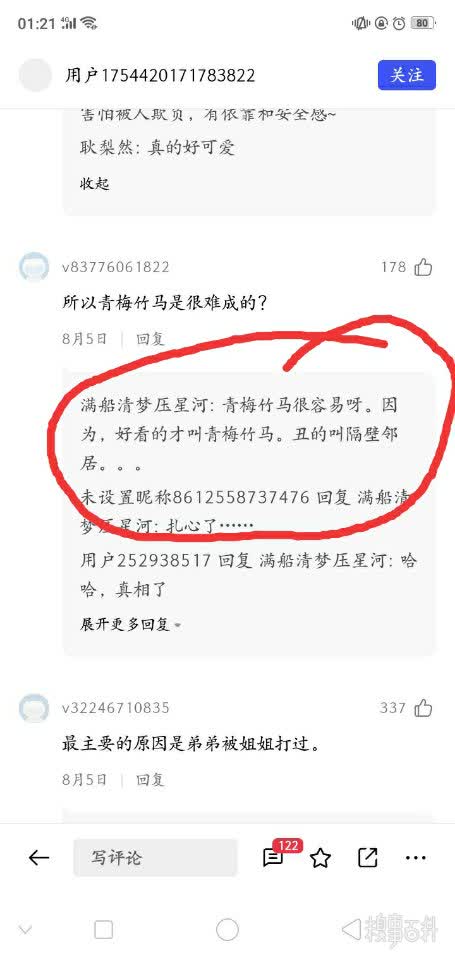 01:21
4G
80
用户1754420171783822
关注
害怕被人欺负，有依靠和安全感~
耿梨然: 真的好可爱
收起
v83776061822
178
所以青梅竹马是很难成的?
8月5日 | 回复
满船清梦压星河: 青梅竹马很容易呀。因
为，好看的才叫青梅竹马。丑的叫隔壁邻
居。。。
未设置昵称8612558737476 回复 满船清
梦压星河: 扎心了……
用户252938517 回复 满船清梦压星河: 哈
哈，真相了
展开更多回复
v32246710835
337
最主要的原因是弟弟被姐姐打过。
8月5日 | 回复
写评论
122
糗事百科